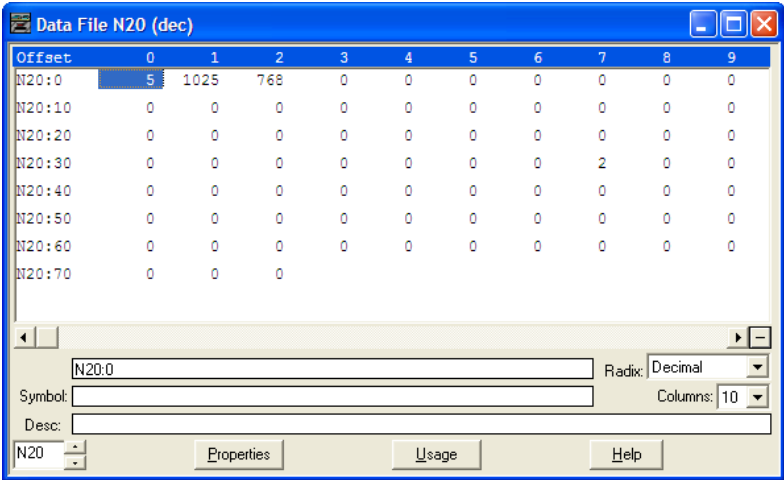 Data File N20 (dec)
Offset 0 1 2 3 4 5 6 7 8 9
N20:0 5 1025 768 0 0 0 0 0 0 0
N20:10 0 0 0 0 0 0 0 0 0 0
N20:20 0 0 0 0 0 0 0 0 0 0
N20:30 0 0 0 0 0 0 0 2 0 0
N20:40 0 0 0 0 0 0 0 0 0 0
N20:50 0 0 0 0 0 0 0 0 0 0
N20:60 0 0 0 0 0 0 0 0 0 0
N20:70 0 0 0
N20:0 Radix: Decimal
Symbol: Columns: 10
Desc:
N20 Properties Usage Help